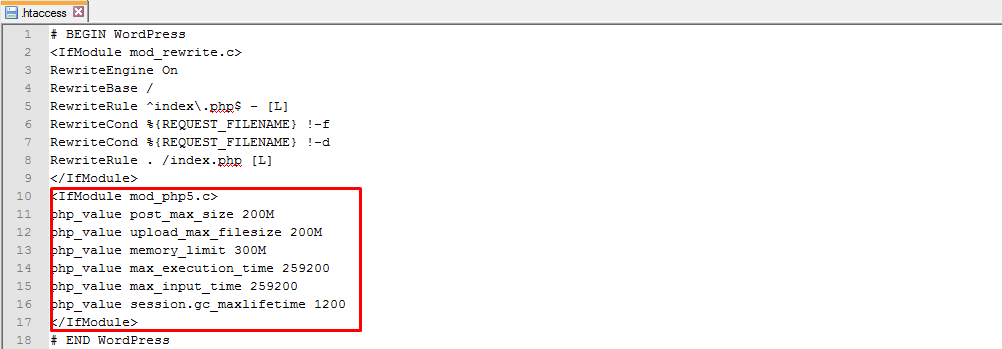 .htaccess
1 # BEGIN WordPress
2 <IfModule mod_rewrite.c>
3 RewriteEngine On
4 RewriteBase /
5 RewriteRule ^index\.php$ - [L]
6 RewriteCond %{REQUEST_FILENAME} !-f
7 RewriteCond %{REQUEST_FILENAME} !-d
8 RewriteRule . /index.php [L]
9 </IfModule>
10 <IfModule mod_php5.c>
11 php_value post_max_size 200M
12 php_value upload_max_filesize 200M
13 php_value memory_limit 300M
14 php_value max_execution_time 259200
15 php_value max_input_time 259200
16 php_value session.gc_maxlifetime 1200
17 </IfModule>
18 # END WordPress